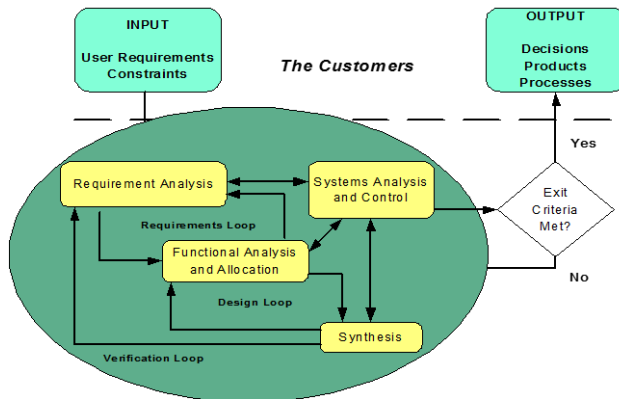 INPUT
User Requirements
Constraints
The Customers
OUTPUT
Decisions
Products
Processes
Yes
Requirement Analysis
Systems Analysis
and Control
Exit
Criteria
Met?
Requirements Loop
Functional Analysis
and Allocation
No
Design Loop
Synthesis
Verification Loop